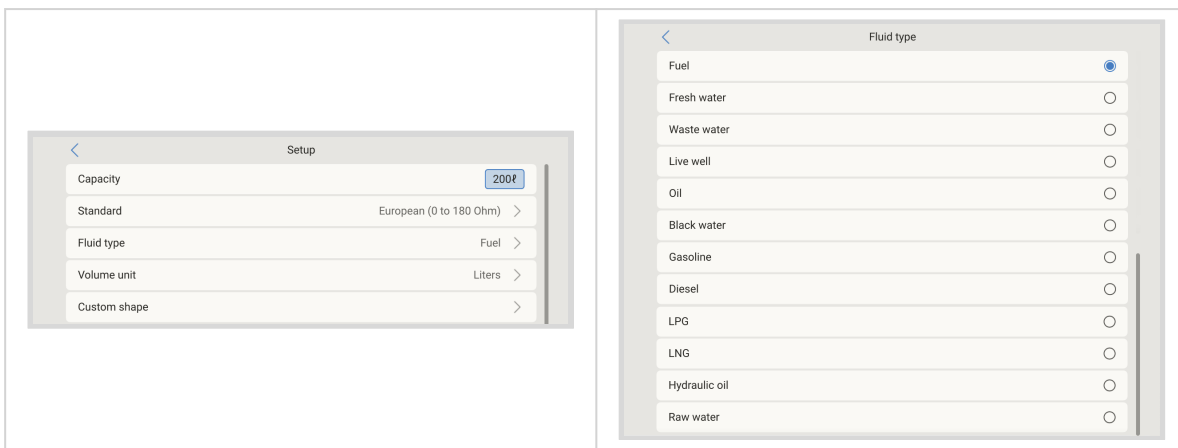 Setup
Capacity 200ℓ
Standard European (0 to 180 Ohm)
Fluid type Fuel
Volume unit Liters
Custom shape
Fluid type
Fuel
Fresh water
Waste water
Live well
Oil
Black water
Gasoline
Diesel
LPG
LNG
Hydraulic oil
Raw water